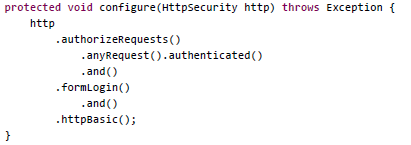 protected void configure(HttpSecurity http) throws Exception {
    http
        .authorizeRequests()
            .anyRequest().authenticated()
            .and()
        .formLogin()
            .and()
        .httpBasic();
}